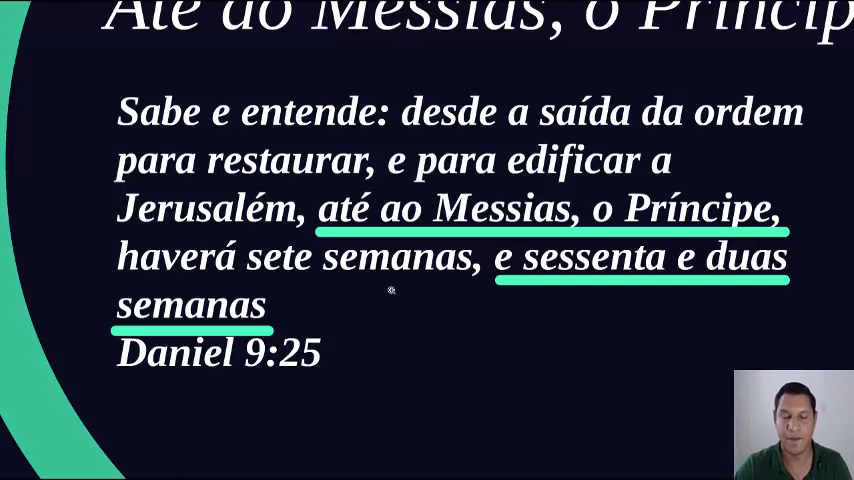 Até ao Messias, o Príncip
Sabe e entende: desde a saída da ordem
para restaurar, e para edificar a
Jerusalém, até ao Messias, o Príncipe,
haverá sete semanas, e sessenta e duas
semanas
Daniel 9:25